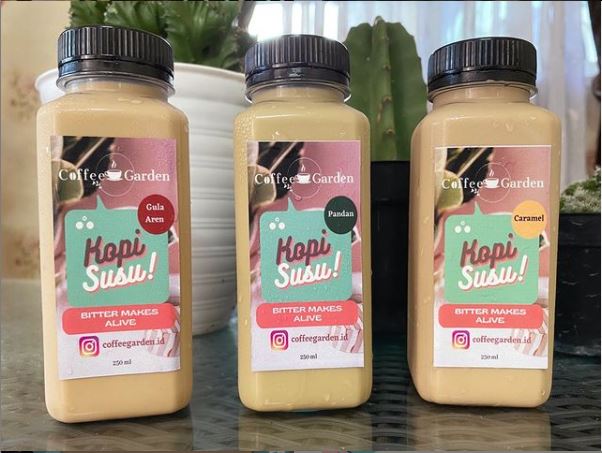 Coffee Garden
Gula
Aren
Kopi
Susu!
BITTER MAKES
ALIVE
coffeegarden.id
250 ml
Coffee Garden
Pandan
Kopi
Susu!
BITTER MAKES
ALIVE
coffeegarden.id
250 ml
Coffee Garden
Caramel
Kopi
Susu!
BITTER MAKES
ALIVE
coffeegarden.id
250 ml